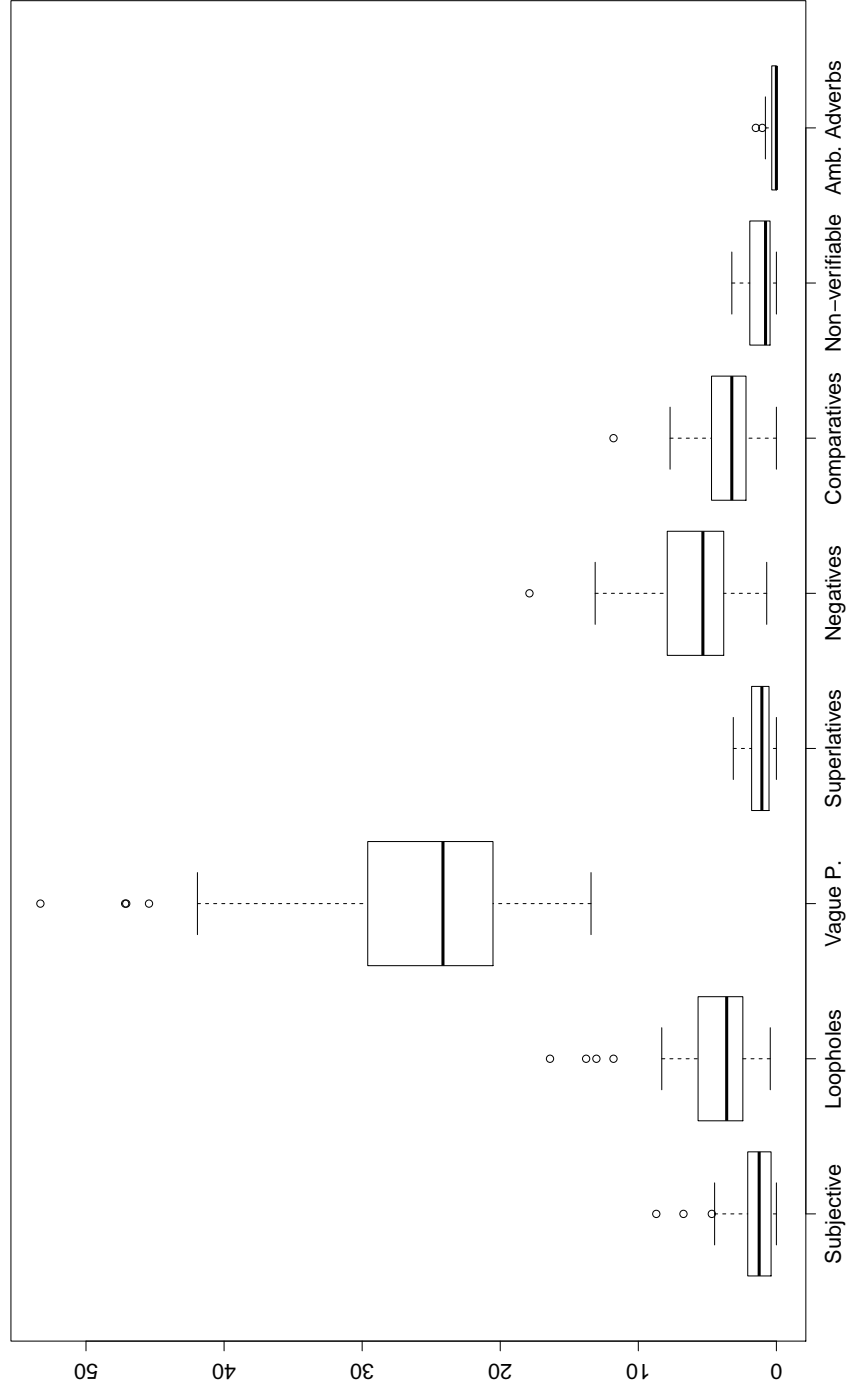 50
40
30
20
10
0
Subjective
Loopholes
Vague P.
Superlatives
Negatives
Comparatives
Non−verifiable
Amb. Adverbs